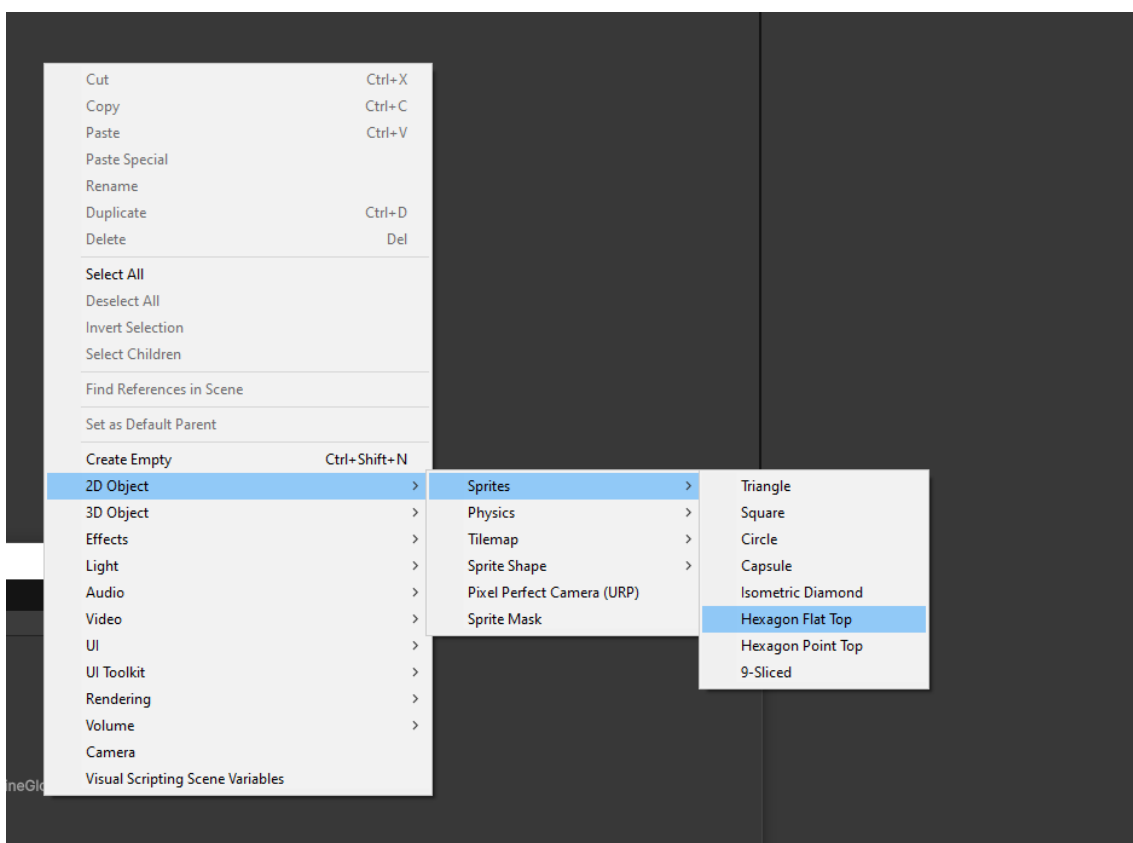 Cut Ctrl+X
Copy Ctrl+C
Paste Ctrl+V
Paste Special
Rename
Duplicate Ctrl+D
Delete Del
Select All
Deselect All
Invert Selection
Select Children
Find References in Scene
Set as Default Parent
Create Empty Ctrl+Shift+N
2D Object > Sprites > Triangle
3D Object > Physics > Square
Effects > Tilemap > Circle
Light > Sprite Shape > Capsule
Audio > Pixel Perfect Camera (URP) Isometric Diamond
Video > Sprite Mask Hexagon Flat Top
UI > Hexagon Point Top
UI Toolkit > 9-Sliced
Rendering >
Volume >
Camera
Visual Scripting Scene Variables